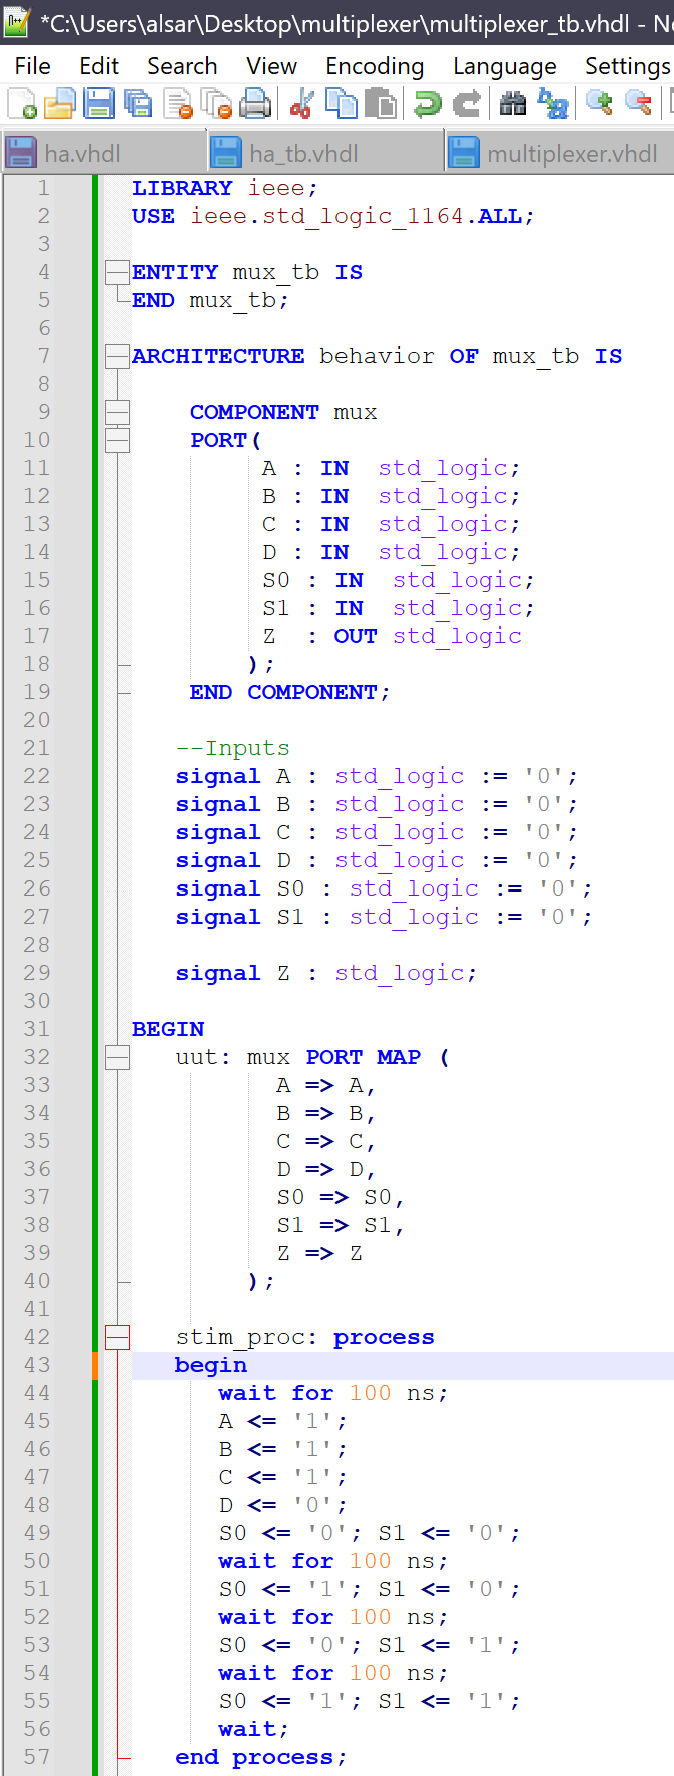 *C:\Users\alsar\Desktop\multiplexer\multiplexer_tb.vhdl - N
File Edit Search View Encoding Language Settings
ha.vhdl ha_tb.vhdl multiplexer.vhdl
1 LIBRARY ieee;
2 USE ieee.std_logic_1164.ALL;
3
4 ENTITY mux_tb IS
5 END mux_tb;
6
7 ARCHITECTURE behavior OF mux_tb IS
8
9 COMPONENT mux
10 PORT(
11 A : IN  std_logic;
12 B : IN  std_logic;
13 C : IN  std_logic;
14 D : IN  std_logic;
15 S0 : IN  std_logic;
16 S1 : IN  std_logic;
17 Z  : OUT std_logic
18 );
19 END COMPONENT;
20
21 --Inputs
22 signal A : std_logic := '0';
23 signal B : std_logic := '0';
24 signal C : std_logic := '0';
25 signal D : std_logic := '0';
26 signal S0 : std_logic := '0';
27 signal S1 : std_logic := '0';
28
29 signal Z : std_logic;
30
31 BEGIN
32 uut: mux PORT MAP (
33 A => A,
34 B => B,
35 C => C,
36 D => D,
37 S0 => S0,
38 S1 => S1,
39 Z => Z
40 );
41
42 stim_proc: process
43 begin
44 wait for 100 ns;
45 A <= '1';
46 B <= '1';
47 C <= '1';
48 D <= '0';
49 S0 <= '0'; S1 <= '0';
50 wait for 100 ns;
51 S0 <= '1'; S1 <= '0';
52 wait for 100 ns;
53 S0 <= '0'; S1 <= '1';
54 wait for 100 ns;
55 S0 <= '1'; S1 <= '1';
56 wait;
57 end process;